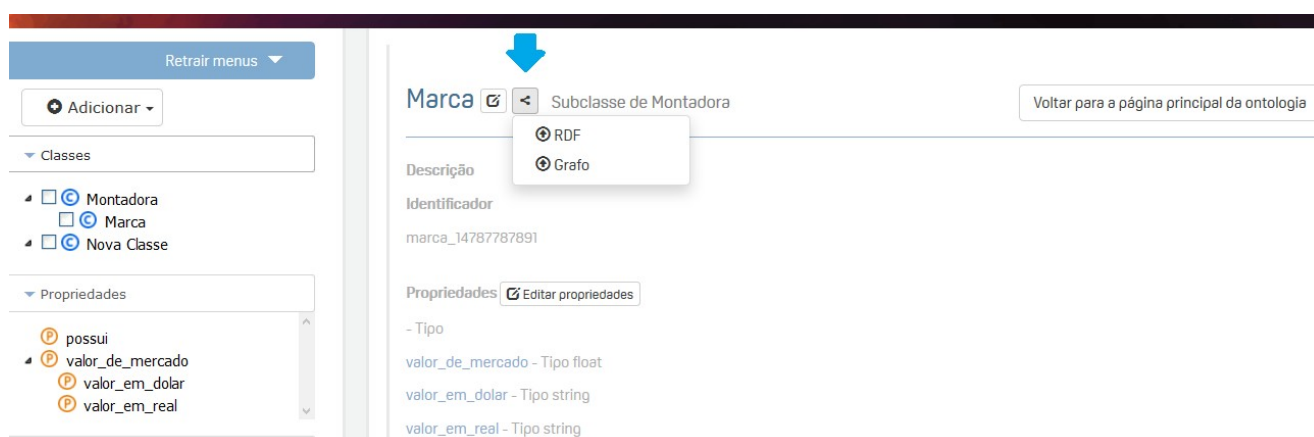 Retrair menus
Adicionar
Classes
C Montadora
C Marca
C Nova Classe
Propriedades
P possui
P valor_de_mercado
P valor_em_dolar
P valor_em_real
Marca Subclasse de Montadora
Voltar para a página principal da ontologia
RDF
Grafo
Descrição
Identificador
marca_14787787891
Propriedades Editar propriedades
- Tipo
valor_de_mercado - Tipo float
valor_em_dolar - Tipo string
valor_em_real - Tipo string